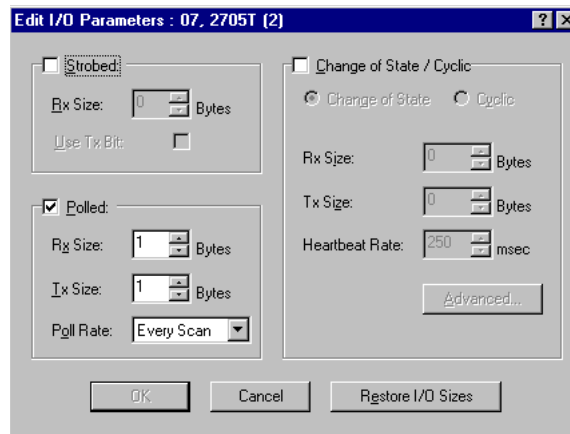 Edit I/O Parameters : 07, 2705T (2)
Strobed:
Rx Size: 0 Bytes
Use Tx Bit:
Polled:
Rx Size: 1 Bytes
Tx Size: 1 Bytes
Poll Rate: Every Scan
Change of State / Cyclic
Change of State Cyclic
Rx Size: 0 Bytes
Tx Size: 0 Bytes
Heartbeat Rate: 250 msec
Advanced...
OK Cancel Restore I/O Sizes